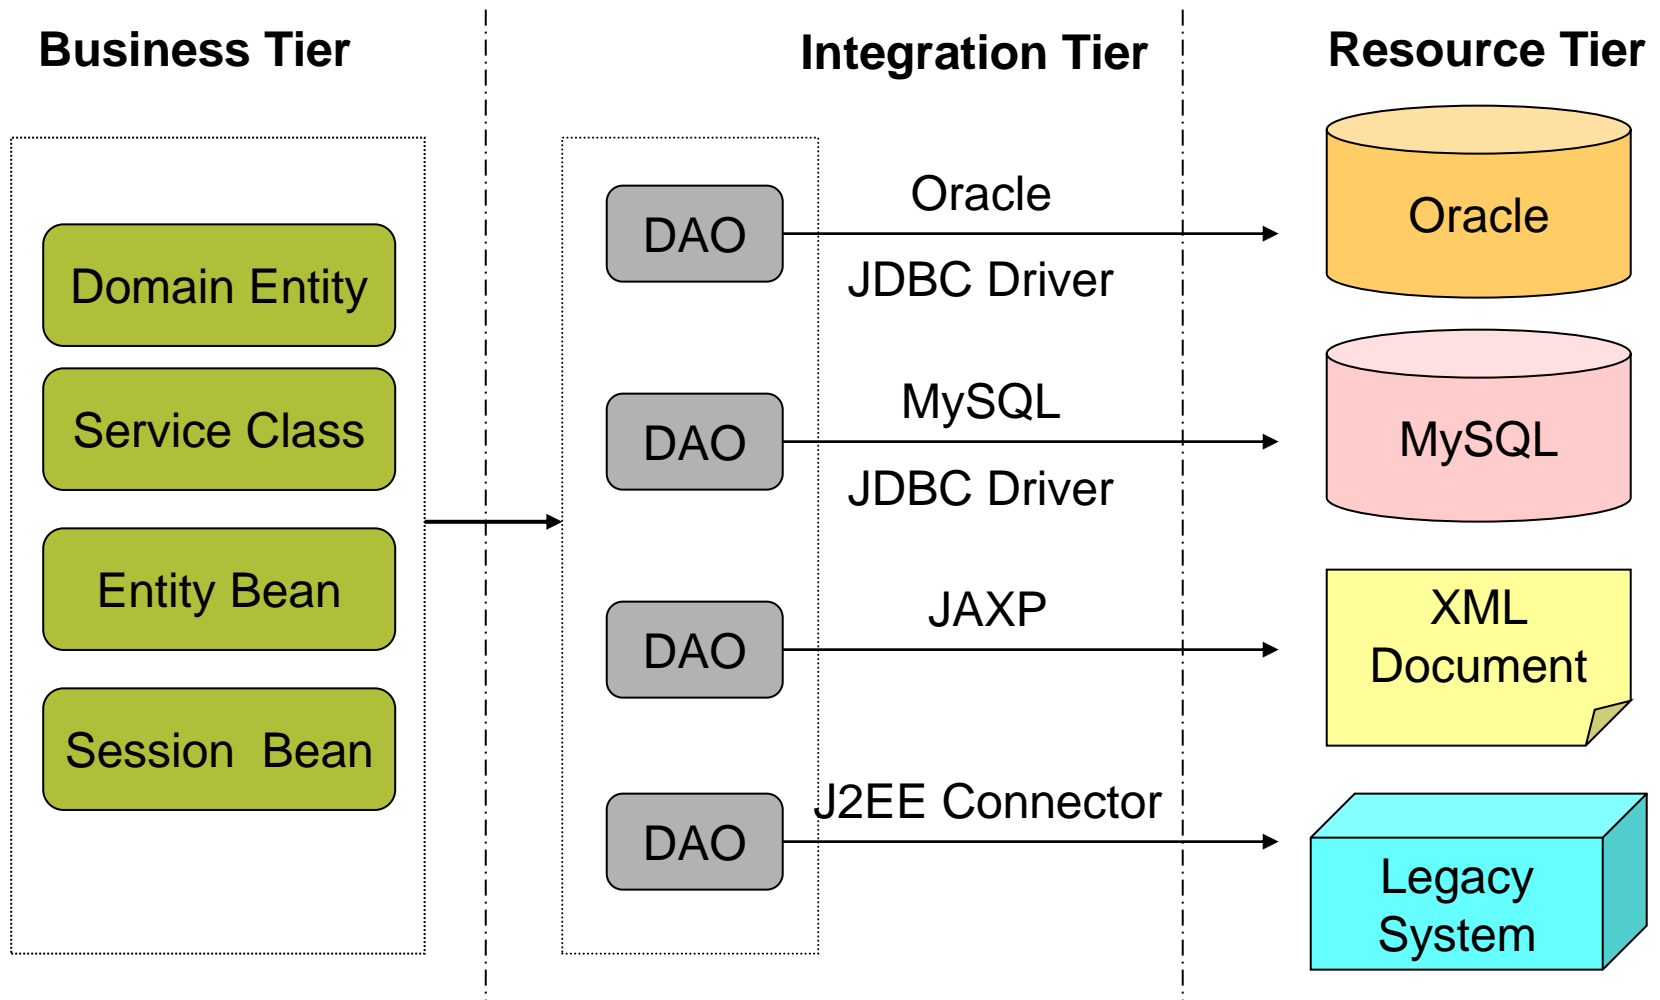 Business Tier
Integration Tier
Resource Tier
Domain Entity
Service Class
Entity Bean
Session  Bean
DAO
Oracle
JDBC Driver
Oracle
DAO
MySQL
JDBC Driver
MySQL
DAO
JAXP
XML
Document
DAO
J2EE Connector
Legacy
System